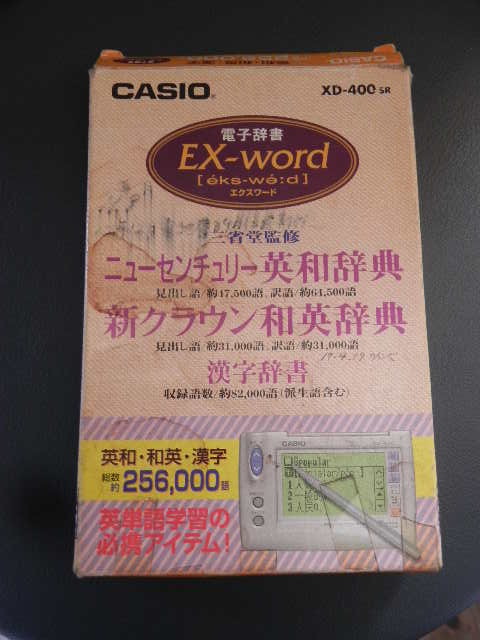 CASIO®
XD-400 SR
電子辞書
EX-word
[éks-wé:d]
エクスワード
三省堂監修
ニューセンチュリー英和辞典
見出し語/約47,500語、訳語/約64,500語
新クラウン和英辞典
見出し語/約31,000語、訳語/約31,000語
漢字辞書
収録語数/約82,000語(派生語含む)
英和・和英・漢字
総数約256,000語
英単語学習の
必携アイテム!
CASIO
popular